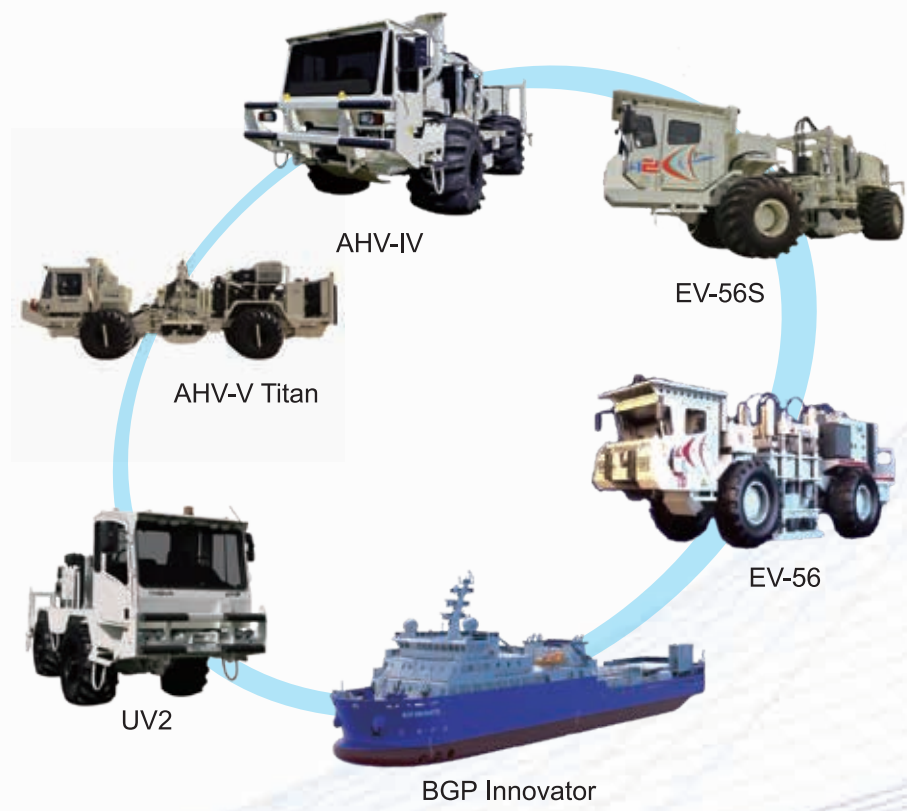 AHV-IV
EV-56S
AHV-V Titan
EV-56
UV2
BGP Innovator